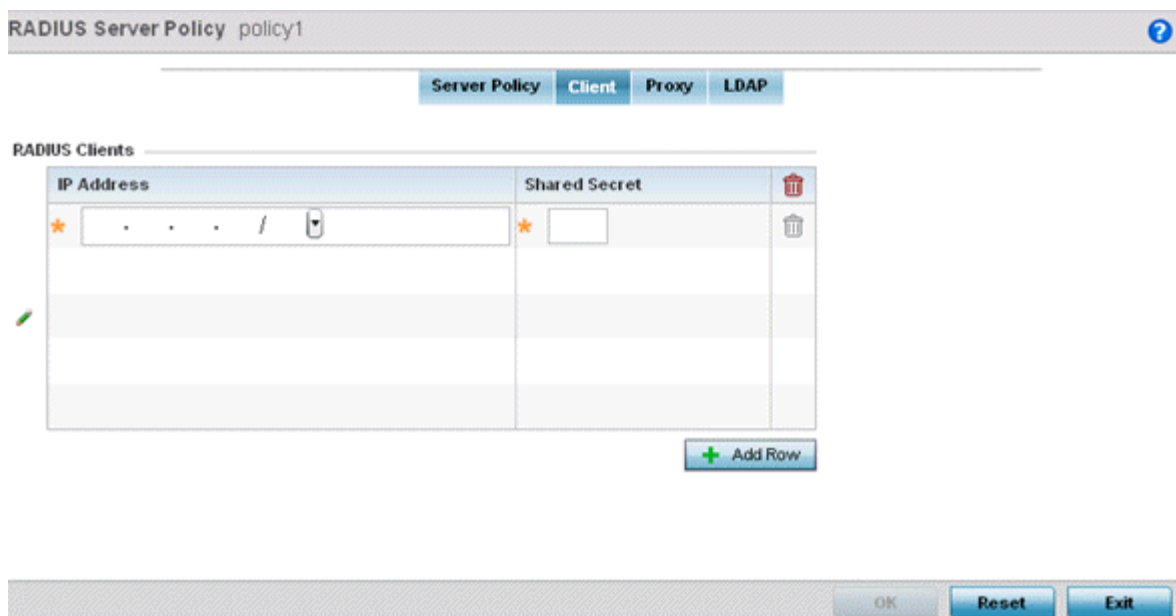 RADIUS Server Policy policy1
?
Server Policy Client Proxy LDAP
RADIUS Clients
IP Address Shared Secret
* . . . / *
+ Add Row
OK Reset Exit